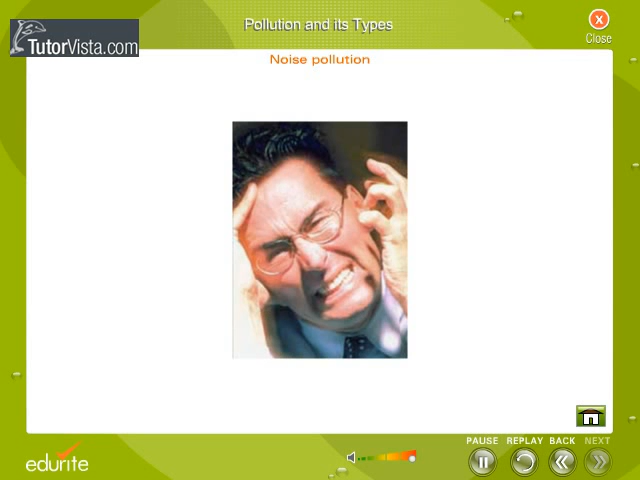 Pollution and its Types
x
Close
TutorVista.com
Noise pollution
PAUSE REPLAY BACK NEXT
edurite